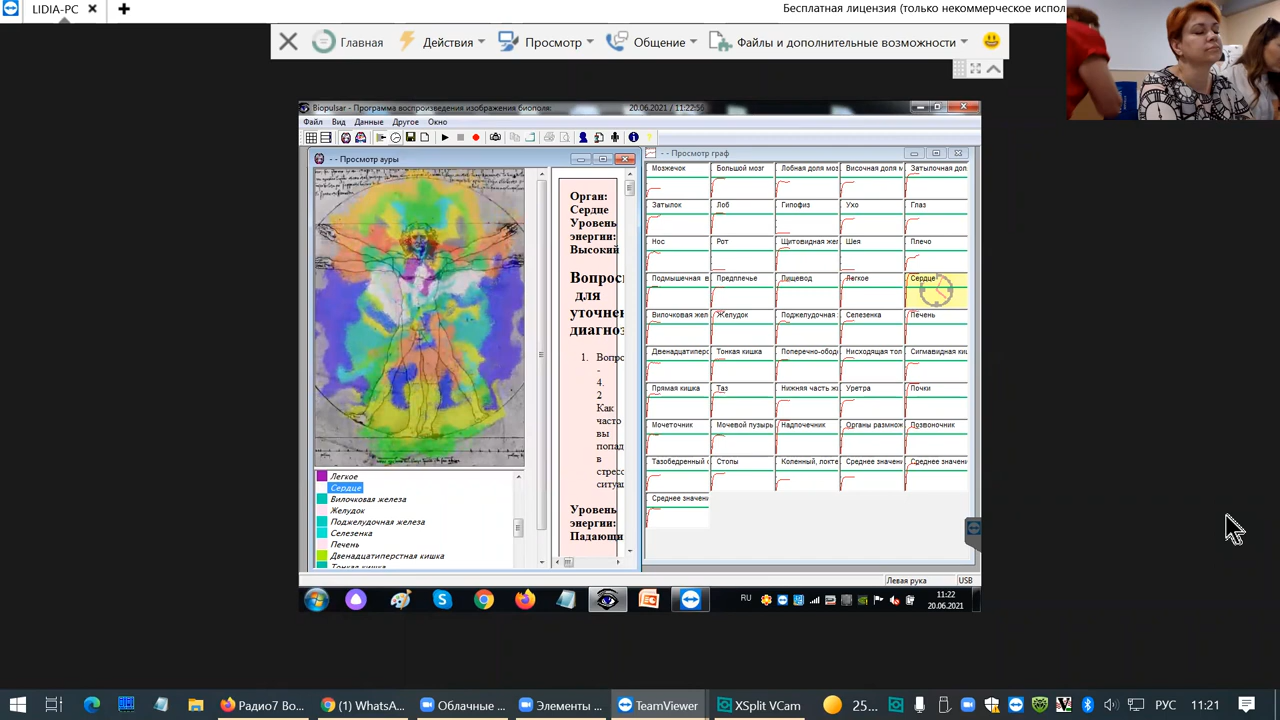 LIDIA-PC
Бесплатная лицензия (только некоммерческое испол
Главная
Действия
Просмотр
Общение
Файлы и дополнительные возможности
Biopulsar - Программа воспроизведения изображения биополя:
20.06.2021 / 11:22:56
Файл Вид Данные Другое Окно
- - Просмотр ауры
Орган:
Сердце
Уровень
энергии:
Высокий
Вопрос
для
уточнен
диагноз
1. Вопро
-
4.
2
Как
часто
вы
попад
в
стресс
ситуац
Уровень
энергии:
Падающи
Легкое
Сердце
Вилочковая железа
Желудок
Поджелудочная железа
Селезенка
Печень
Двенадцатиперстная кишка
Тонкая кишка
- - Просмотр граф
Мозжечок Большой мозг Лобная доля моз Височная доля м Затылочная дол
Затылок Лоб Гипофиз Ухо Глаз
Нос Рот Щитовидная жел Шея Плечо
Подмышечная в Предплечье Пищевод Легкое Сердце
Вилочковая жел Желудок Поджелудочная Селезенка Печень
Двенадцатиперс Тонкая кишка Поперечно-обод Нисходящая тол Сигмавидная ки
Прямая кишка Таз Нижняя часть ж Уретра Почки
Мочеточник Мочевой пузырь Надпочечник Органы размнож Позвоночник
Тазобедренный Стопы Коленный, локте Среднее значени Среднее значени
Среднее значени
Левая рука USB
RU
11:22
20.06.2021
Радио7 Во...
(1) WhatsA...
Облачные ...
Элементы ...
TeamViewer
XSplit VCam
25...
РУС
11:21